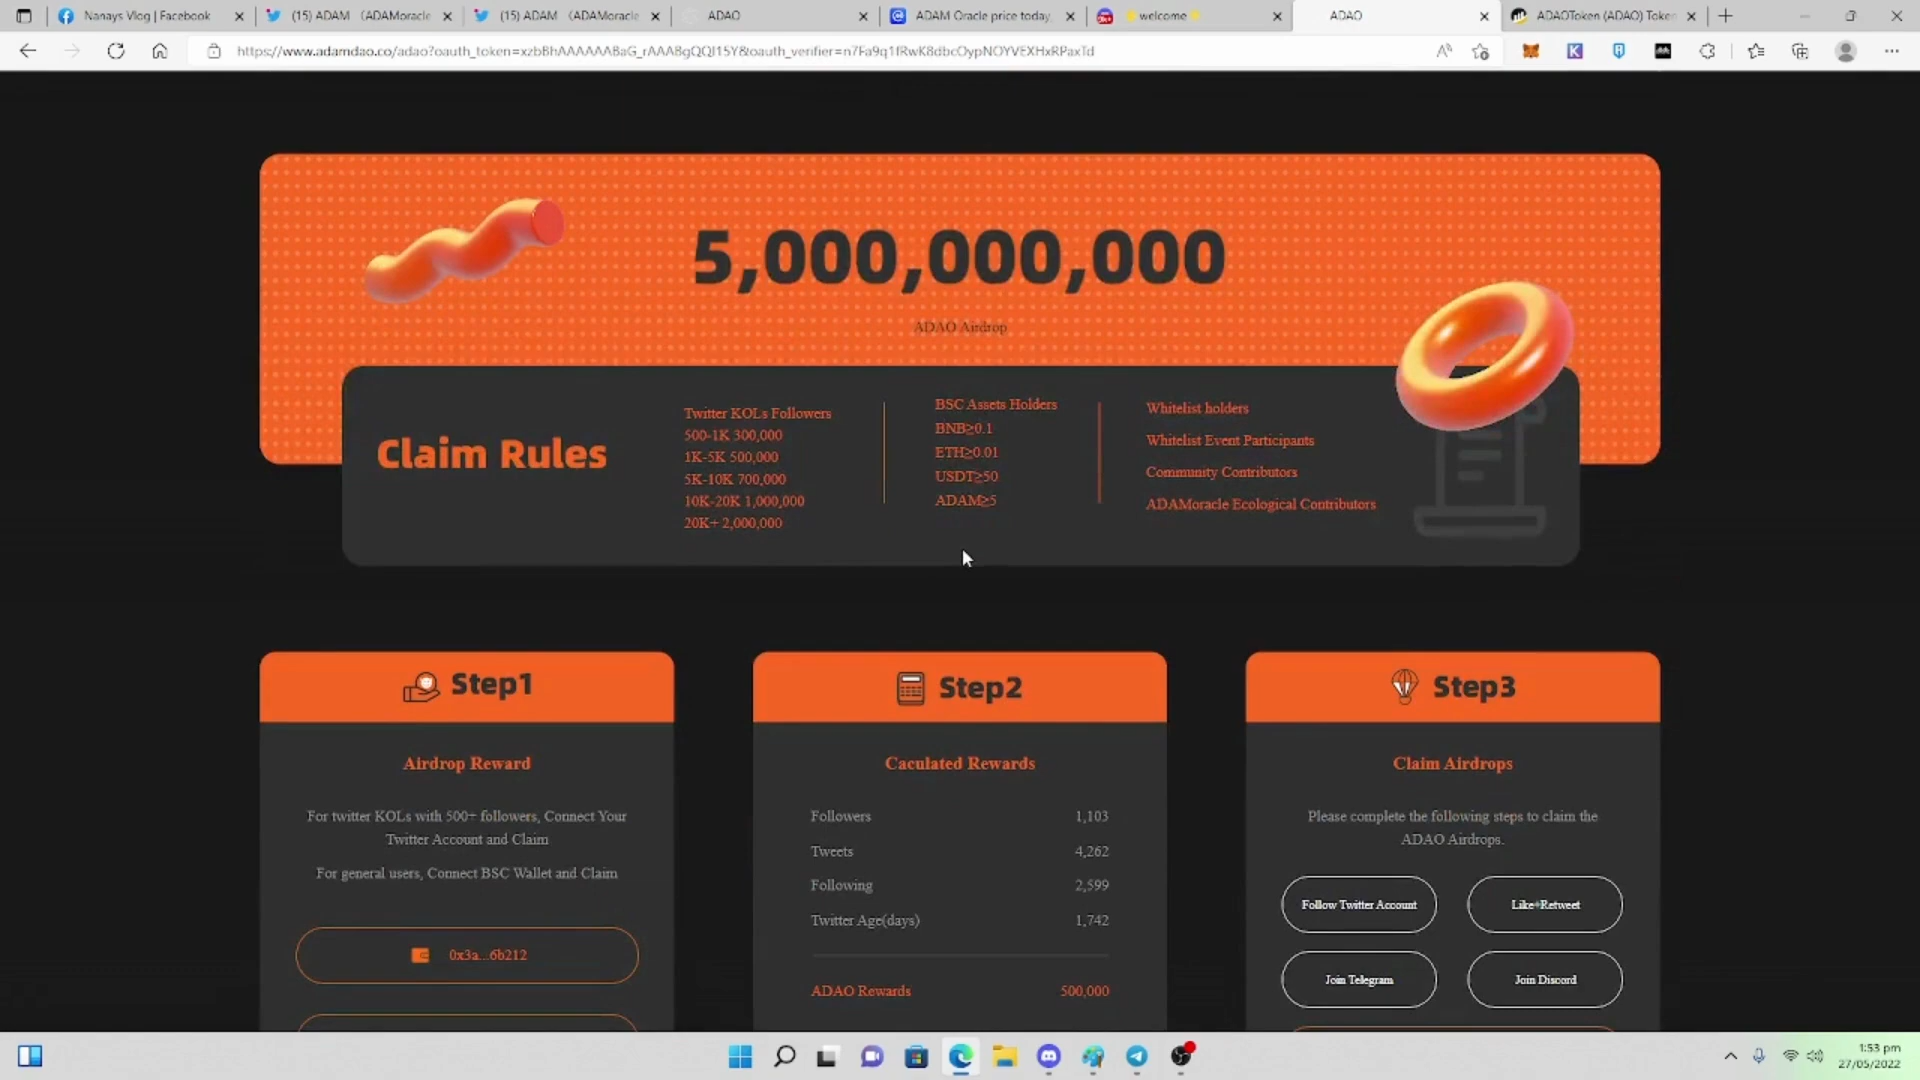 Nanays Vlog | Facebook
(15) ADAM (ADAMoracle
(15) ADAM (ADAMoracle
ADAO
ADAM Oracle price today,
welcome
ADAO
ADAOToken (ADAO) Token
https://www.adamdao.co/adao?oauth_token=xzbBhAAAAAABaG_rAAABgQQI15Y&oauth_verifier=n7Fa9q1fRwK8dbcOypNOYVEXHxRPaxTd
5,000,000,000
ADAO Airdrop
Claim Rules
Twitter KOLs Followers
500-1K 300,000
1K-5K 500,000
5K-10K 700,000
10K-20K 1,000,000
20K+ 2,000,000
BSC Assets Holders
BNB≥0.1
ETH≥0.01
USDT≥50
ADAM≥5
Whitelist holders
Whitelist Event Participants
Community Contributors
ADAMoracle Ecological Contributors
Step1
Airdrop Reward
For twitter KOLs with 500+ followers, Connect Your
Twitter Account and Claim
For general users, Connect BSC Wallet and Claim
0x3a...6b212
Step2
Caculated Rewards
Followers 1,103
Tweets 4,262
Following 2,599
Twitter Age(days) 1,742
ADAO Rewards 500,000
Step3
Claim Airdrops
Please complete the following steps to claim the
ADAO Airdrops.
Follow Twitter Account
Like+Retweet
Join Telegram
Join Discord
1:53 pm
27/05/2022